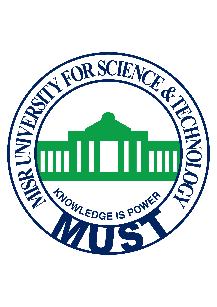 MISR UNIVERSITY FOR SCIENCE & TECHNOLOGY
KNOWLEDGE IS POWER
MUST